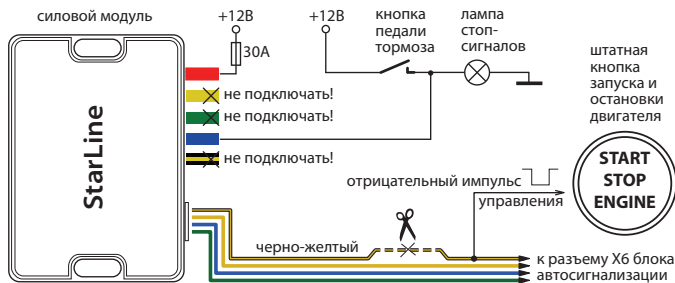 силовой модуль
+12В
30А
StarLine
не подключать!
не подключать!
не подключать!
+12В
кнопка
педали
тормоза
лампа
стоп-
сигналов
штатная
кнопка
запуска и
остановки
двигателя
START
STOP
ENGINE
отрицательный импульс
управления
черно-желтый
к разъему X6 блока
автосигнализации